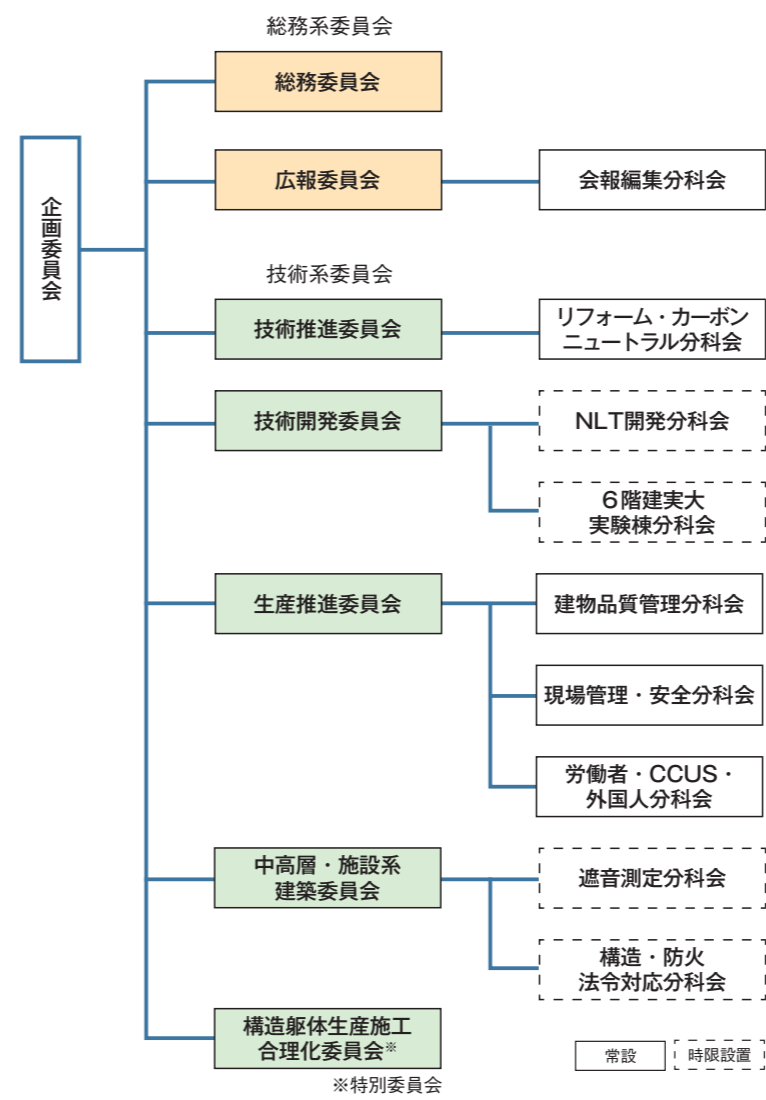 総務系委員会
総務委員会
企画委員会
広報委員会
会報編集分科会
技術系委員会
技術推進委員会
リフォーム・カーボン
ニュートラル分科会
技術開発委員会
NLT開発分科会
6階建実大
実験棟分科会
生産推進委員会
建物品質管理分科会
現場管理・安全分科会
労働者・CCUS・
外国人分科会
中高層・施設系
建築委員会
遮音測定分科会
構造・防火
法令対応分科会
構造躯体生産施工
合理化委員会※
※特別委員会
常設
時限設置